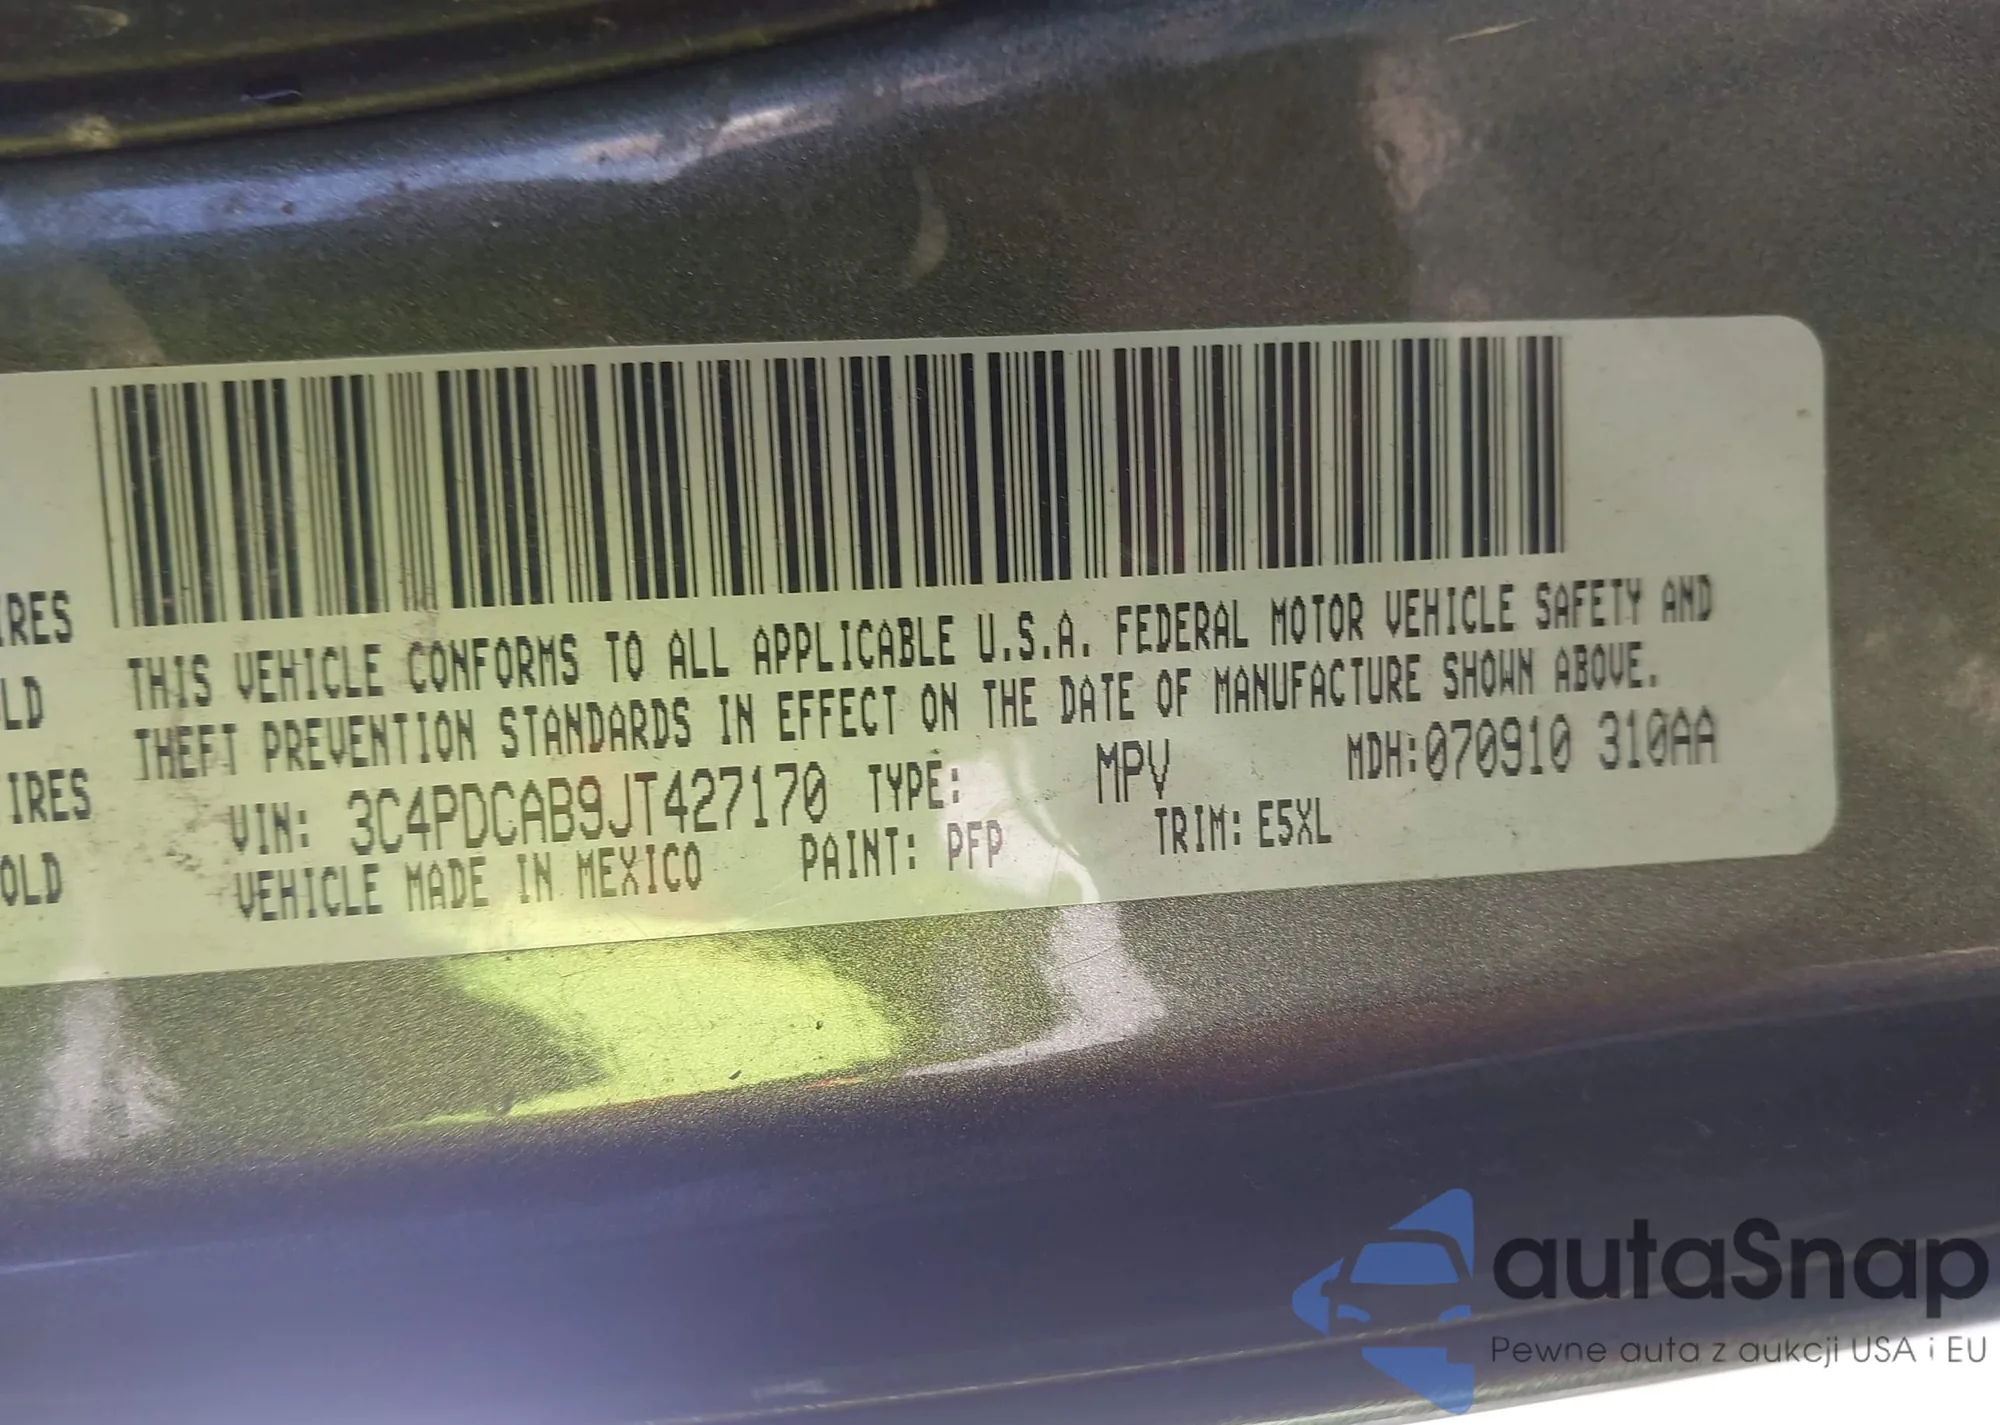 IRES
LD
IRES
OLD
THIS VEHICLE CONFORMS TO ALL APPLICABLE U.S.A. FEDERAL MOTOR VEHICLE SAFETY AND
THEFT PREVENTION STANDARDS IN EFFECT ON THE DATE OF MANUFACTURE SHOWN ABOVE.
VIN: 3C4PDCAB9JT427170 TYPE: MPV MDH:070910 310AA
VEHICLE MADE IN MEXICO PAINT: PFP TRIM: E5XL
autaSnap
Pewne auta z aukcji USA i EU